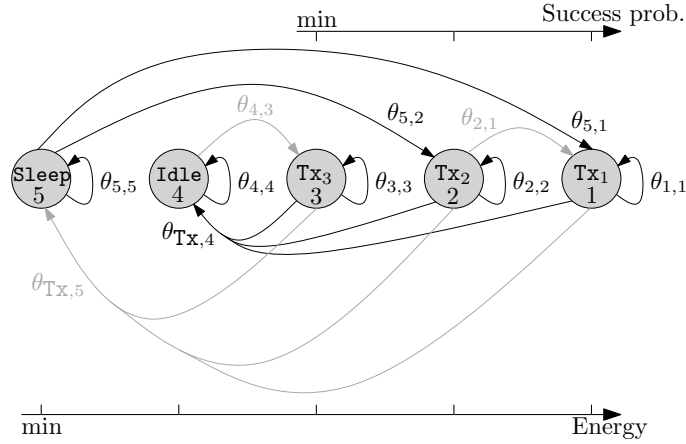 min Success prob.
θ5,2 θ5,1
θ4,3 θ2,1
Sleep 5 θ5,5
Idle 4 θ4,4
Tx3 3 θ3,3
Tx2 2 θ2,2
Tx1 1 θ1,1
θTx,4
θTx,5
min Energy